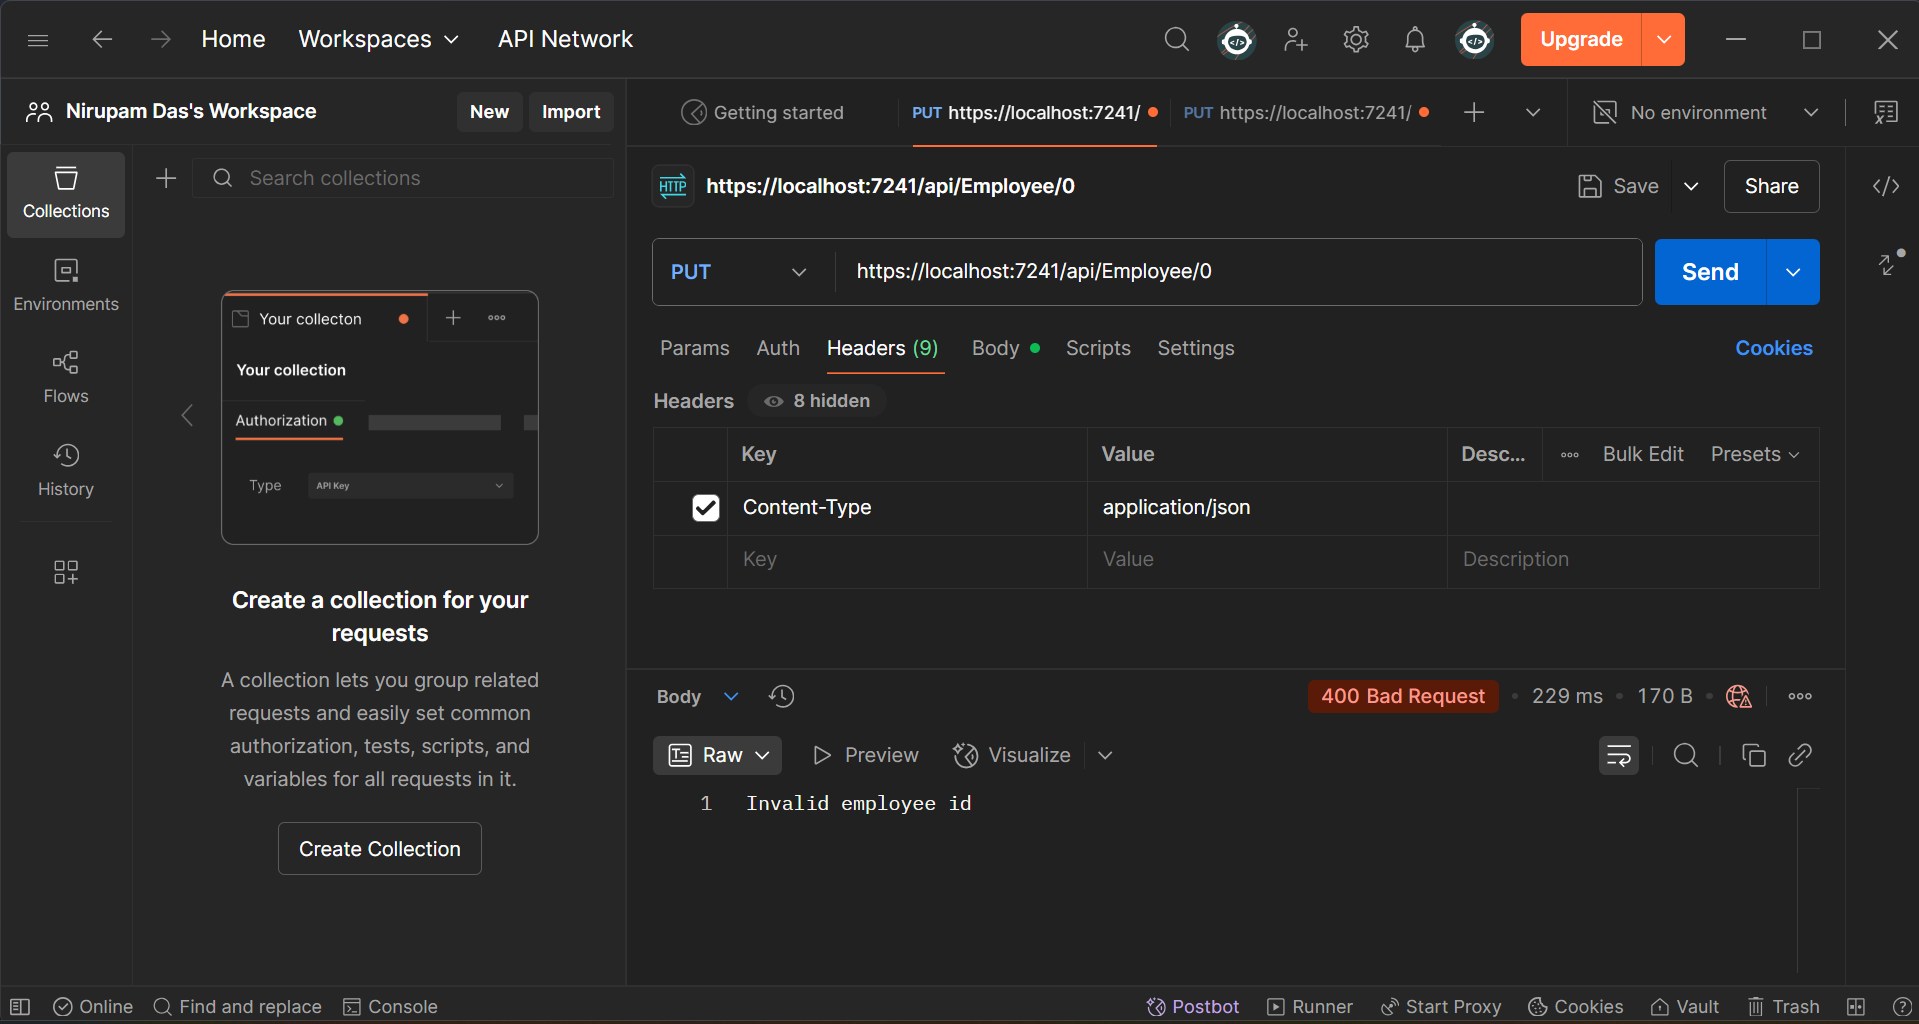 Home Workspaces API Network Upgrade
Nirupam Das's Workspace New Import
Getting started PUT https://localhost:7241/ PUT https://localhost:7241/ No environment
Collections
Environments
Flows
History
Search collections
Your collecton
Your collection
Authorization
Type API Key
Create a collection for your
requests
A collection lets you group related
requests and easily set common
authorization, tests, scripts, and
variables for all requests in it.
Create Collection
HTTP https://localhost:7241/api/Employee/0 Save Share
PUT https://localhost:7241/api/Employee/0 Send
Params Auth Headers (9) Body Scripts Settings Cookies
Headers 8 hidden
Key Value Desc... Bulk Edit Presets
Content-Type application/json
Key Value Description
Body 400 Bad Request 229 ms 170 B
Raw Preview Visualize
1 Invalid employee id
Online Find and replace Console Postbot Runner Start Proxy Cookies Vault Trash